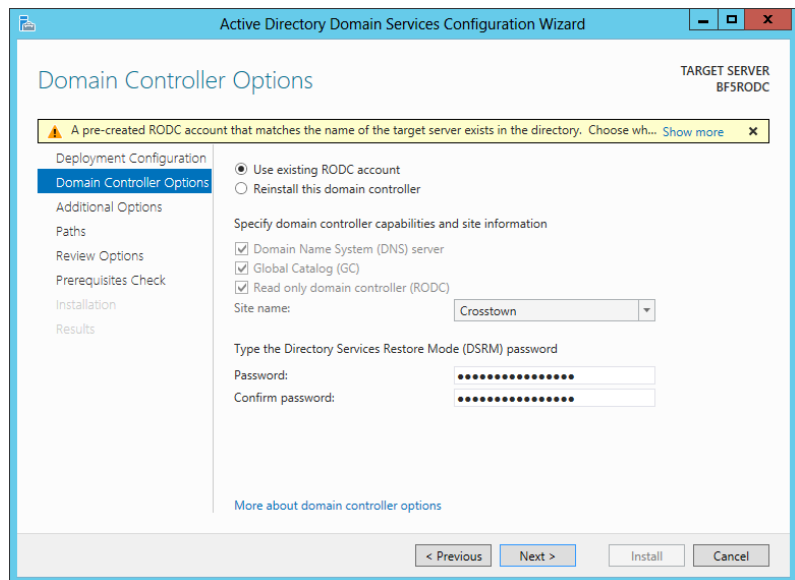 Active Directory Domain Services Configuration Wizard
Domain Controller Options
TARGET SERVER
BF5RODC
A pre-created RODC account that matches the name of the target server exists in the directory. Choose wh... Show more
Deployment Configuration
Domain Controller Options
Additional Options
Paths
Review Options
Prerequisites Check
Installation
Results
Use existing RODC account
Reinstall this domain controller
Specify domain controller capabilities and site information
Domain Name System (DNS) server
Global Catalog (GC)
Read only domain controller (RODC)
Site name: Crosstown
Type the Directory Services Restore Mode (DSRM) password
Password: ●●●●●●●●●●●●●●●●
Confirm password: ●●●●●●●●●●●●●●●●
More about domain controller options
< Previous Next > Install Cancel